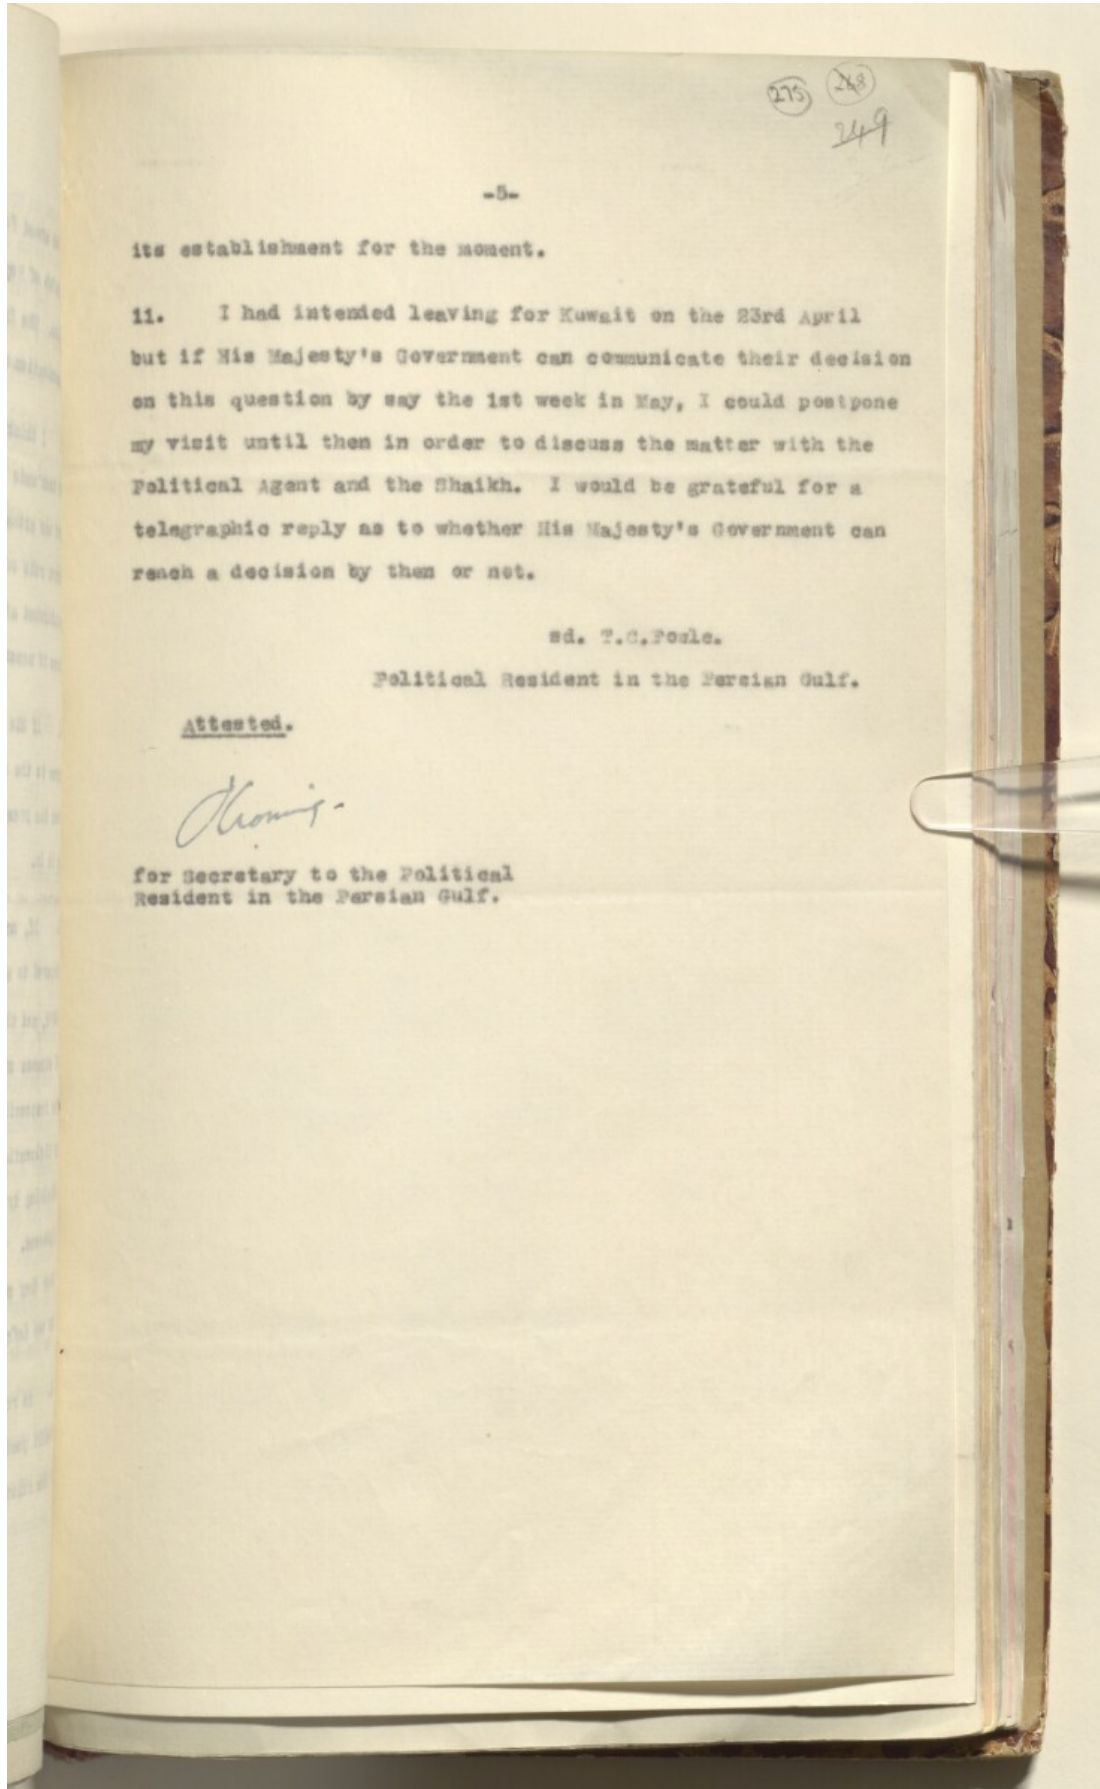 275 268
249
-5-
its establishment for the moment.
11. I had intended leaving for Kuwait on the 23rd April
but if His Majesty's Government can communicate their decision
on this question by say the 1st week in May, I could postpone
my visit until then in order to discuss the matter with the
Political Agent and the Shaikh. I would be grateful for a
telegraphic reply as to whether His Majesty's Government can
reach a decision by then or not.
sd. T.C.Fowle.
Political Resident in the Persian Gulf.
Attested.
for Secretary to the Political
Resident in the Persian Gulf.